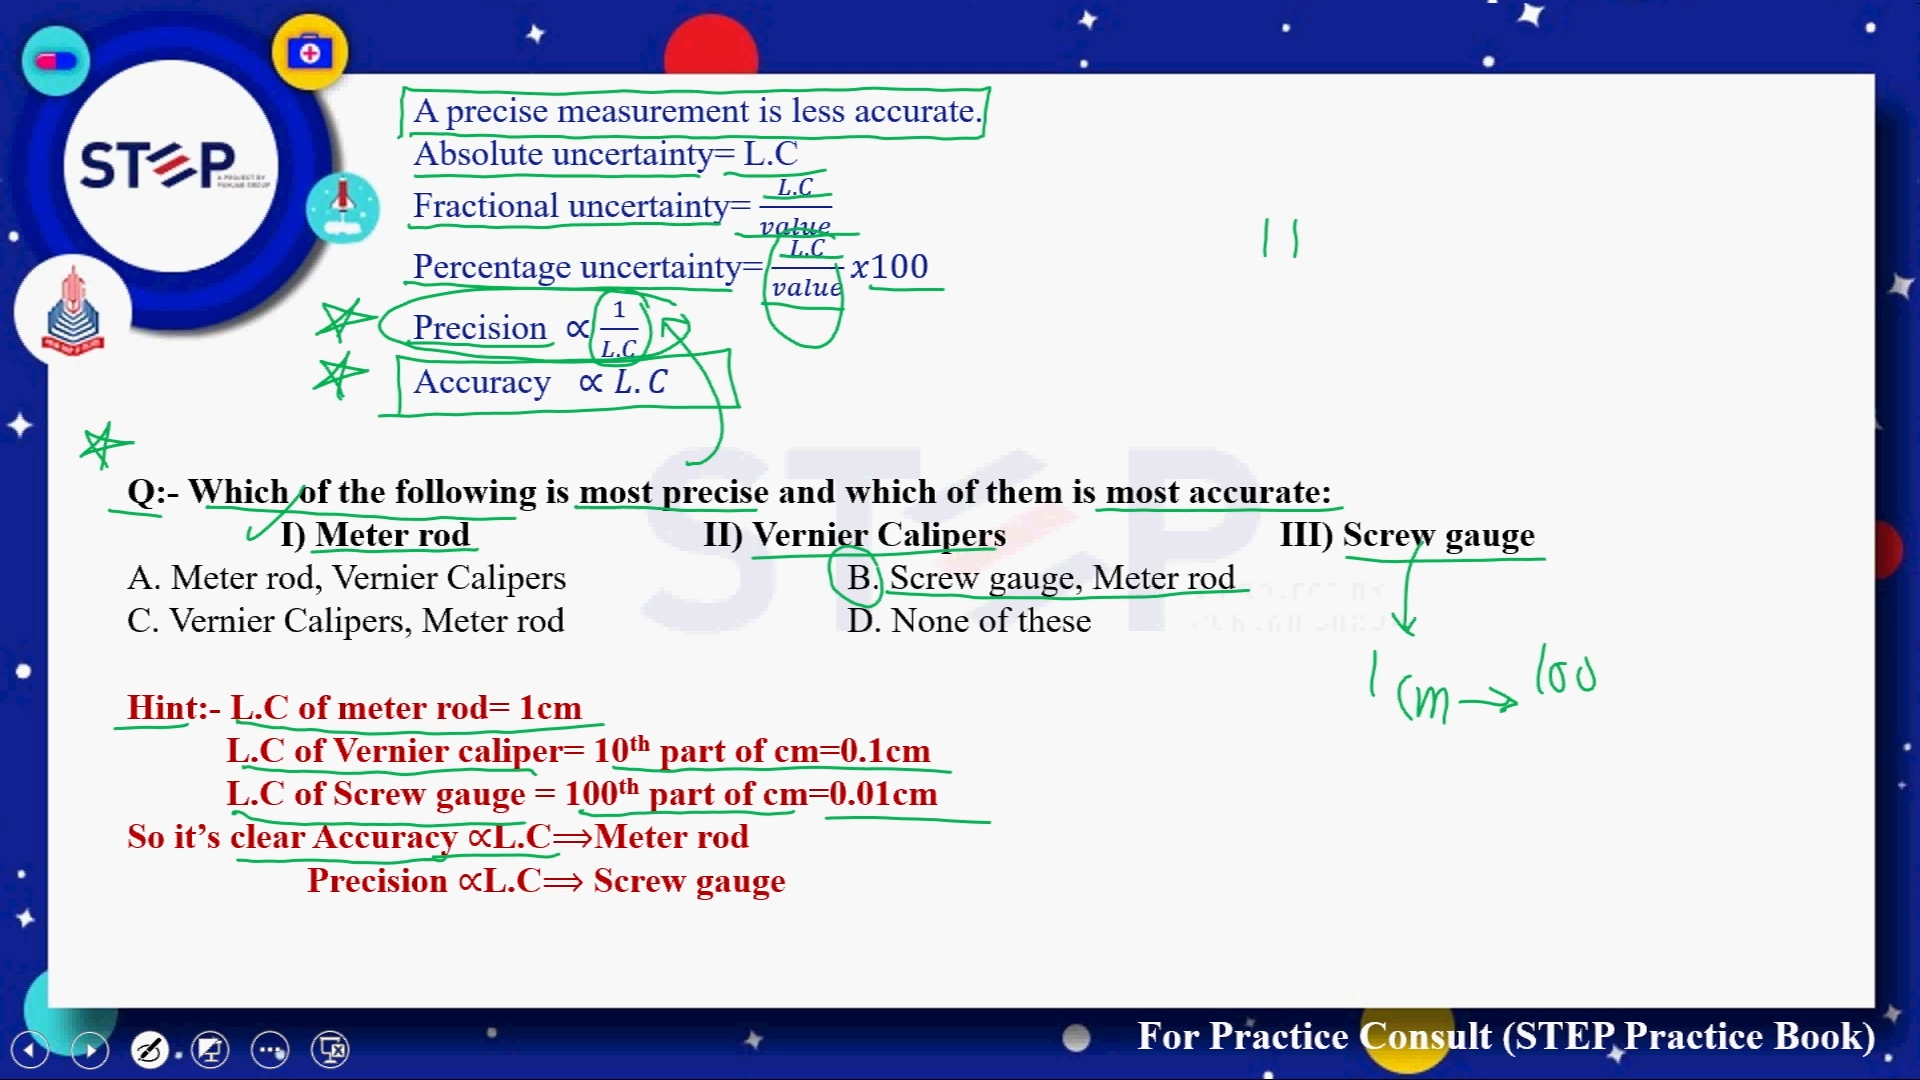 STEP
A PROJECT BY
PUNJAB GROUP
A precise measurement is less accurate.
Absolute uncertainty= L.C
Fractional uncertainty= L.C/value
Percentage uncertainty= L.C/value x100
Precision ∝ 1/L.C
Accuracy ∝ L.C
11
Q:- Which of the following is most precise and which of them is most accurate:
I) Meter rod II) Vernier Calipers III) Screw gauge
A. Meter rod, Vernier Calipers B. Screw gauge, Meter rod
C. Vernier Calipers, Meter rod D. None of these
1 cm → 100
Hint:- L.C of meter rod= 1cm
L.C of Vernier caliper= 10th part of cm=0.1cm
L.C of Screw gauge = 100th part of cm=0.01cm
So it’s clear Accuracy ∝L.C⟹Meter rod
Precision ∝L.C⟹ Screw gauge
For Practice Consult (STEP Practice Book)